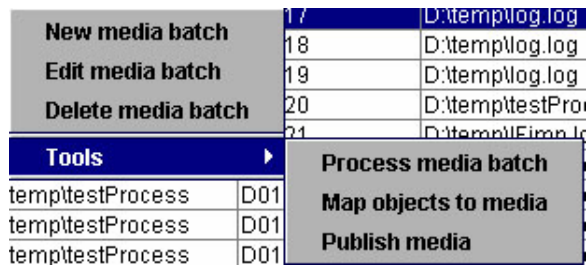 New media batch
Edit media batch
Delete media batch
Tools
Process media batch
Map objects to media
Publish media
17 D:\temp\log.log
18 D:\temp\log.log
19 D:\temp\log.log
20 D:\temp\testProc
21
temp\testProcess D01
temp\testProcess D01
temp\testProcess D01